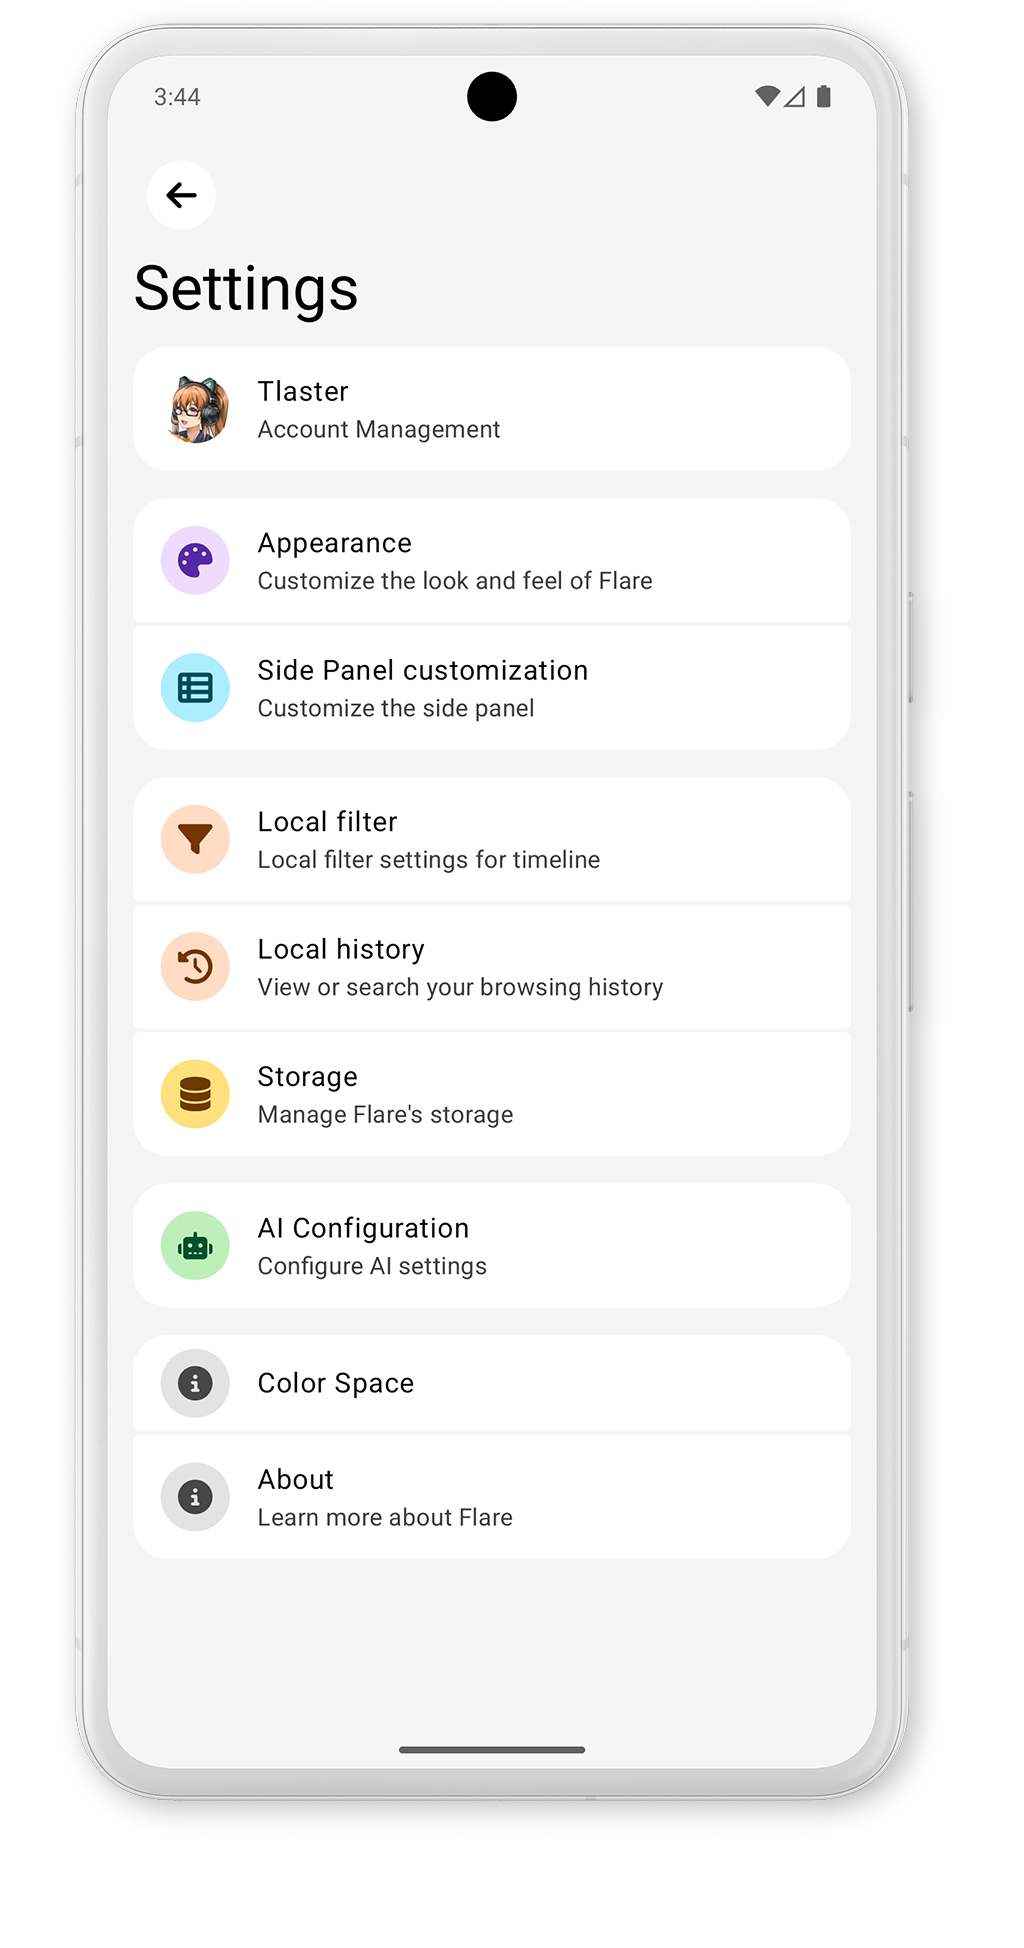 3:44
Settings
Tlaster
Account Management
Appearance
Customize the look and feel of Flare
Side Panel customization
Customize the side panel
Local filter
Local filter settings for timeline
Local history
View or search your browsing history
Storage
Manage Flare's storage
AI Configuration
Configure AI settings
Color Space
About
Learn more about Flare